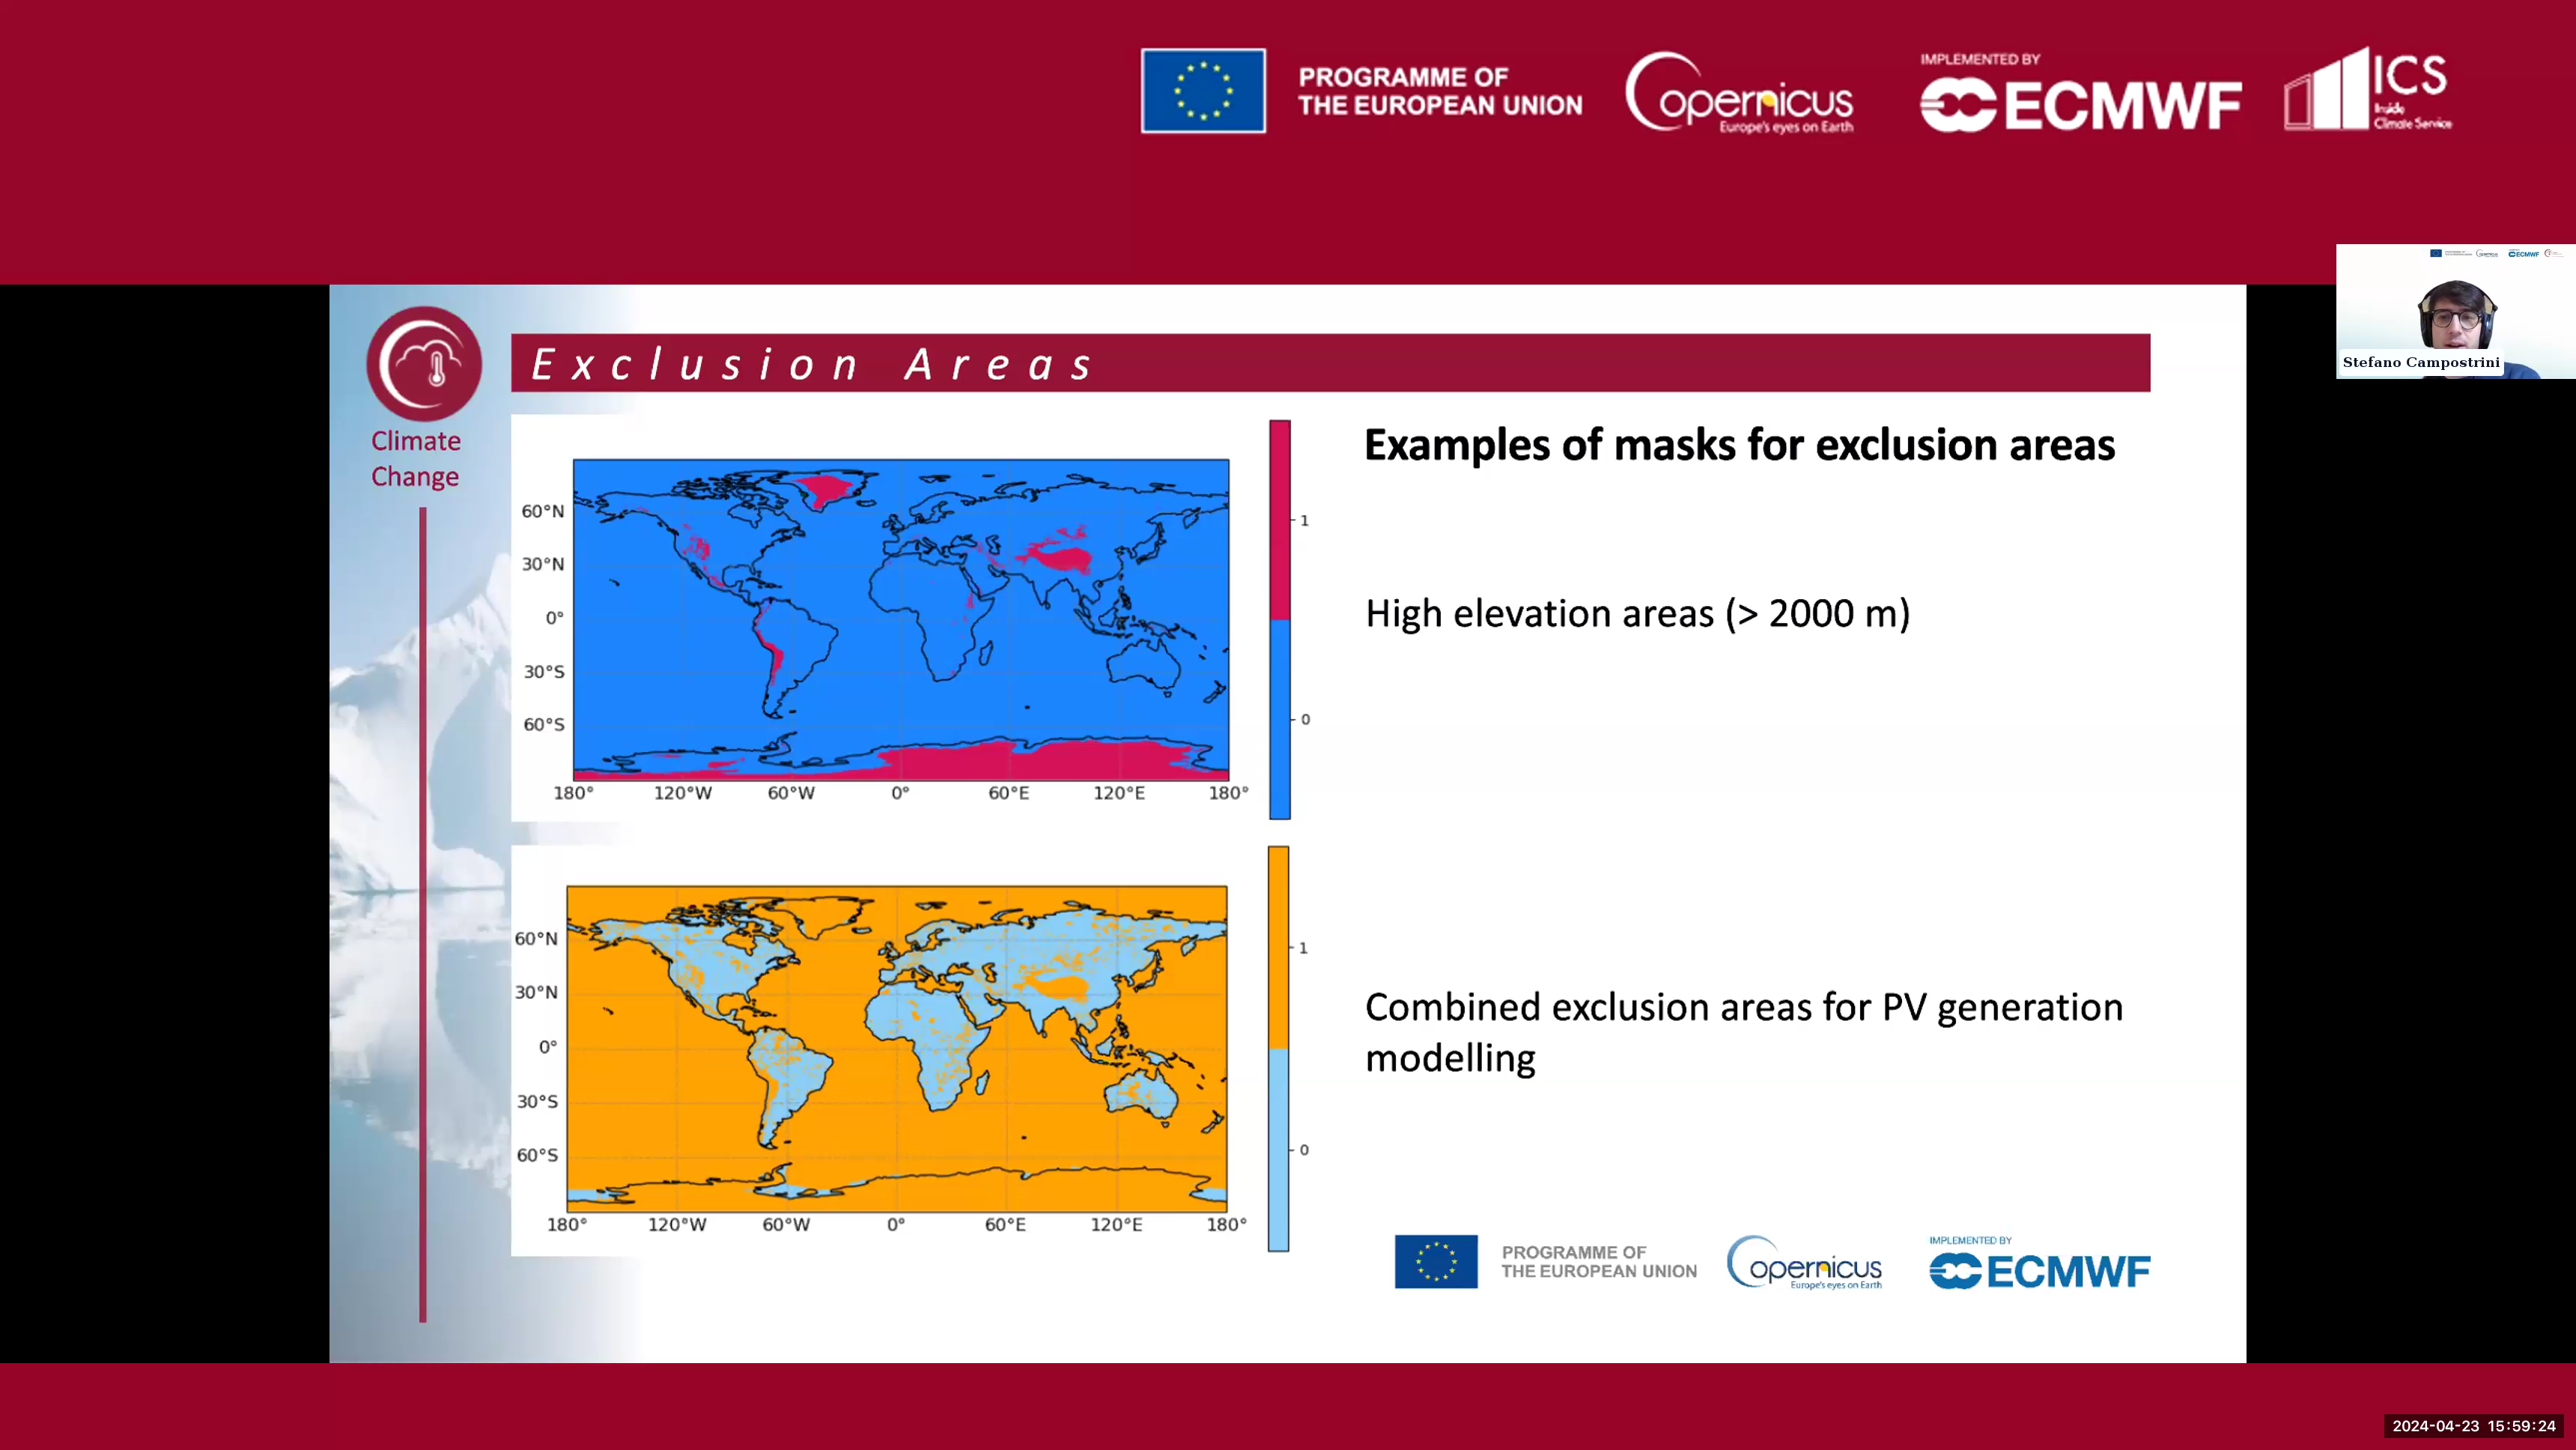 PROGRAMME OF
THE EUROPEAN UNION
Copernicus
Europe's eyes on Earth
IMPLEMENTED BY
ECMWF
ICS
Inside
Climate Service
ECMWF
Stefano Campostrini
Climate
Change
Exclusion Areas
Examples of masks for exclusion areas
60°N
30°N
0°
30°S
60°S
180°
120°W
60°W
0°
60°E
120°E
180°
1
0
High elevation areas (> 2000 m)
60°N
30°N
0°
30°S
60°S
180°
120°W
60°W
0°
60°E
120°E
180°
1
0
Combined exclusion areas for PV generation
modelling
PROGRAMME OF
THE EUROPEAN UNION
Copernicus
Europe's eyes on Earth
IMPLEMENTED BY
ECMWF
2024-04-23 15:59:24